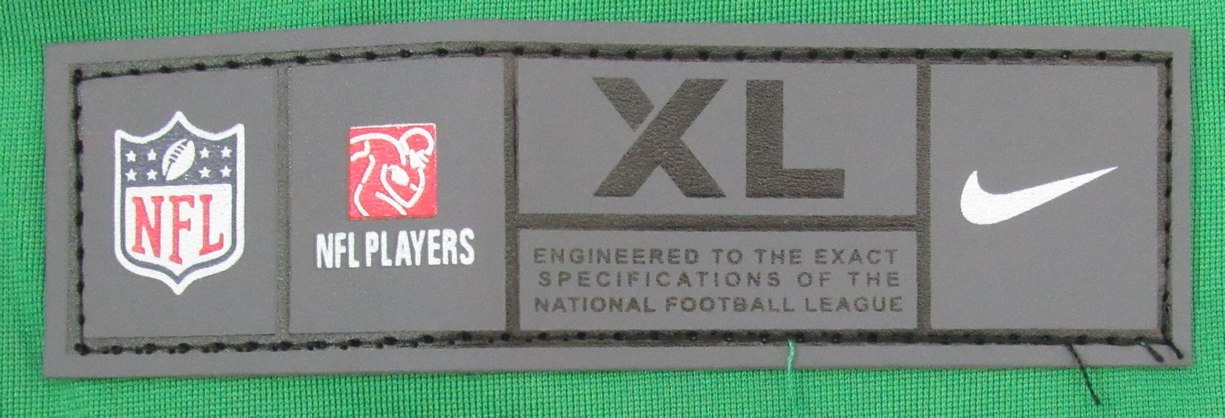 NFL
NFL PLAYERS
XL
ENGINEERED TO THE EXACT
SPECIFICATIONS OF THE
NATIONAL FOOTBALL LEAGUE